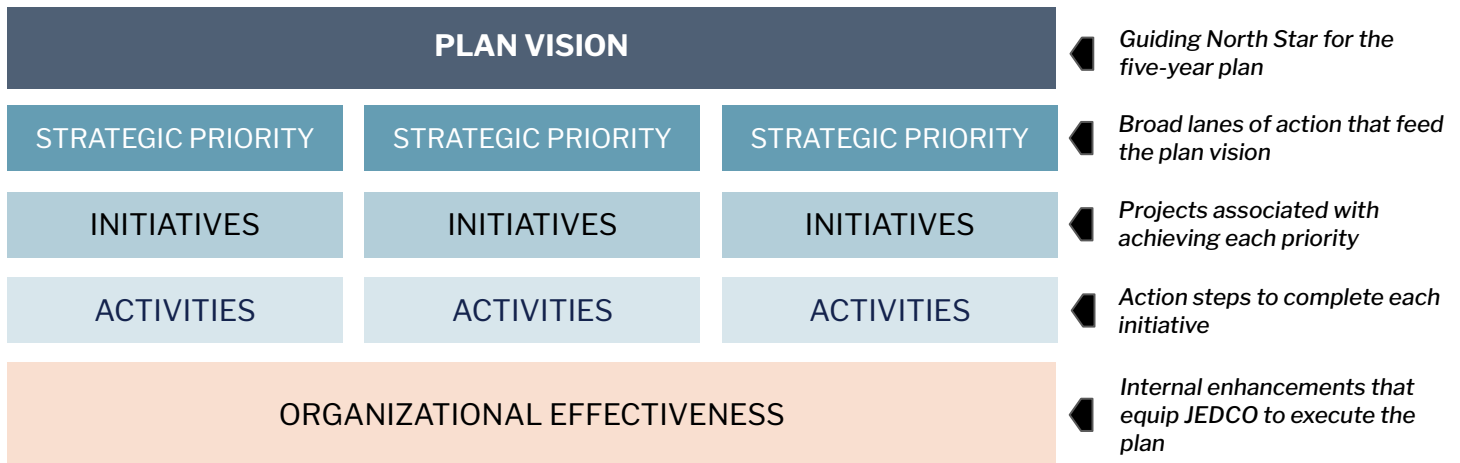 PLAN VISION
Guiding North Star for the
five-year plan
STRATEGIC PRIORITY STRATEGIC PRIORITY STRATEGIC PRIORITY
Broad lanes of action that feed
the plan vision
INITIATIVES INITIATIVES INITIATIVES
Projects associated with
achieving each priority
ACTIVITIES ACTIVITIES ACTIVITIES
Action steps to complete each
initiative
ORGANIZATIONAL EFFECTIVENESS
Internal enhancements that
equip JEDCO to execute the
plan